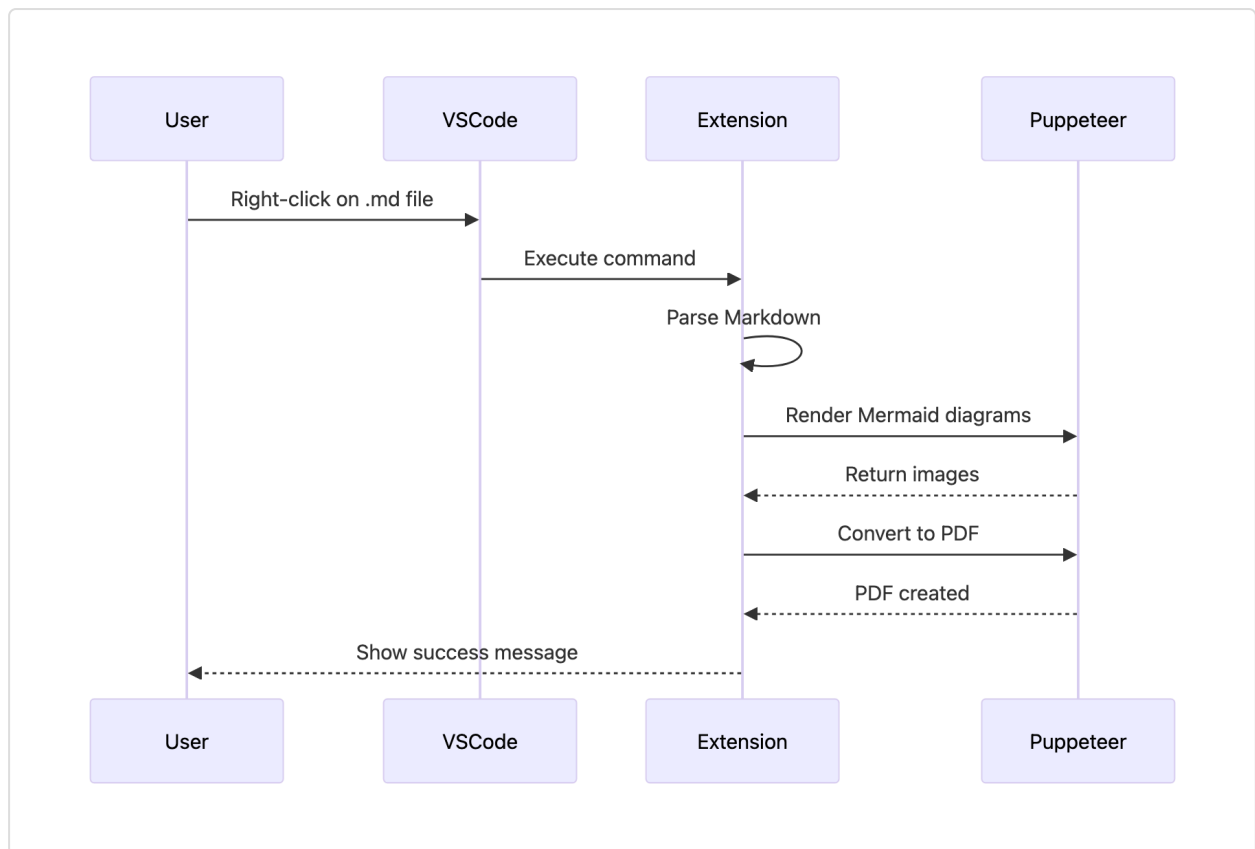 User
VSCode
Extension
Puppeteer
Right-click on .md file
Execute command
Parse Markdown
Render Mermaid diagrams
Return images
Convert to PDF
PDF created
Show success message
User
VSCode
Extension
Puppeteer